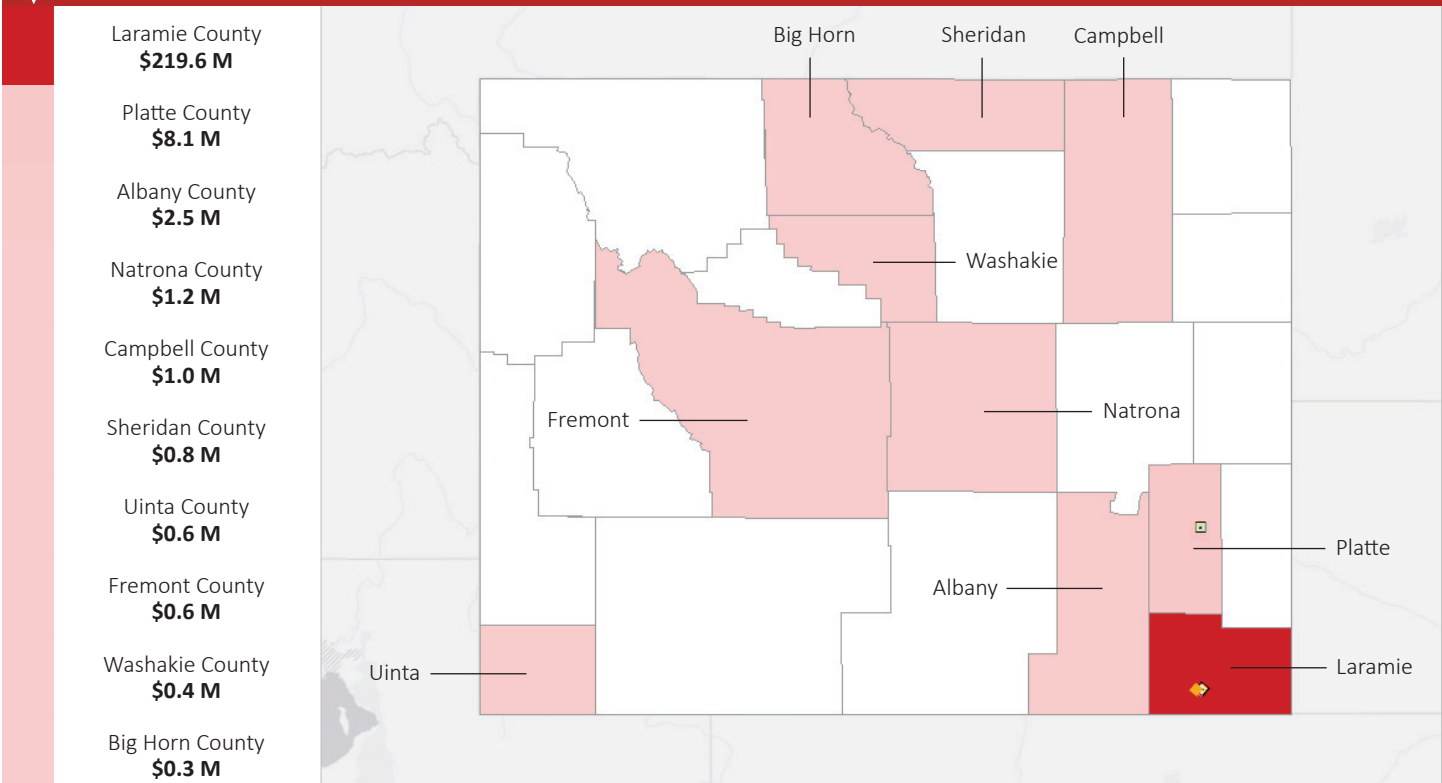 Laramie County
$219.6 M
Platte County
$8.1 M
Albany County
$2.5 M
Natrona County
$1.2 M
Campbell County
$1.0 M
Sheridan County
$0.8 M
Uinta County
$0.6 M
Fremont County
$0.6 M
Washakie County
$0.4 M
Big Horn County
$0.3 M
Big Horn
Sheridan
Campbell
Washakie
Fremont
Natrona
Platte
Albany
Laramie
Uinta